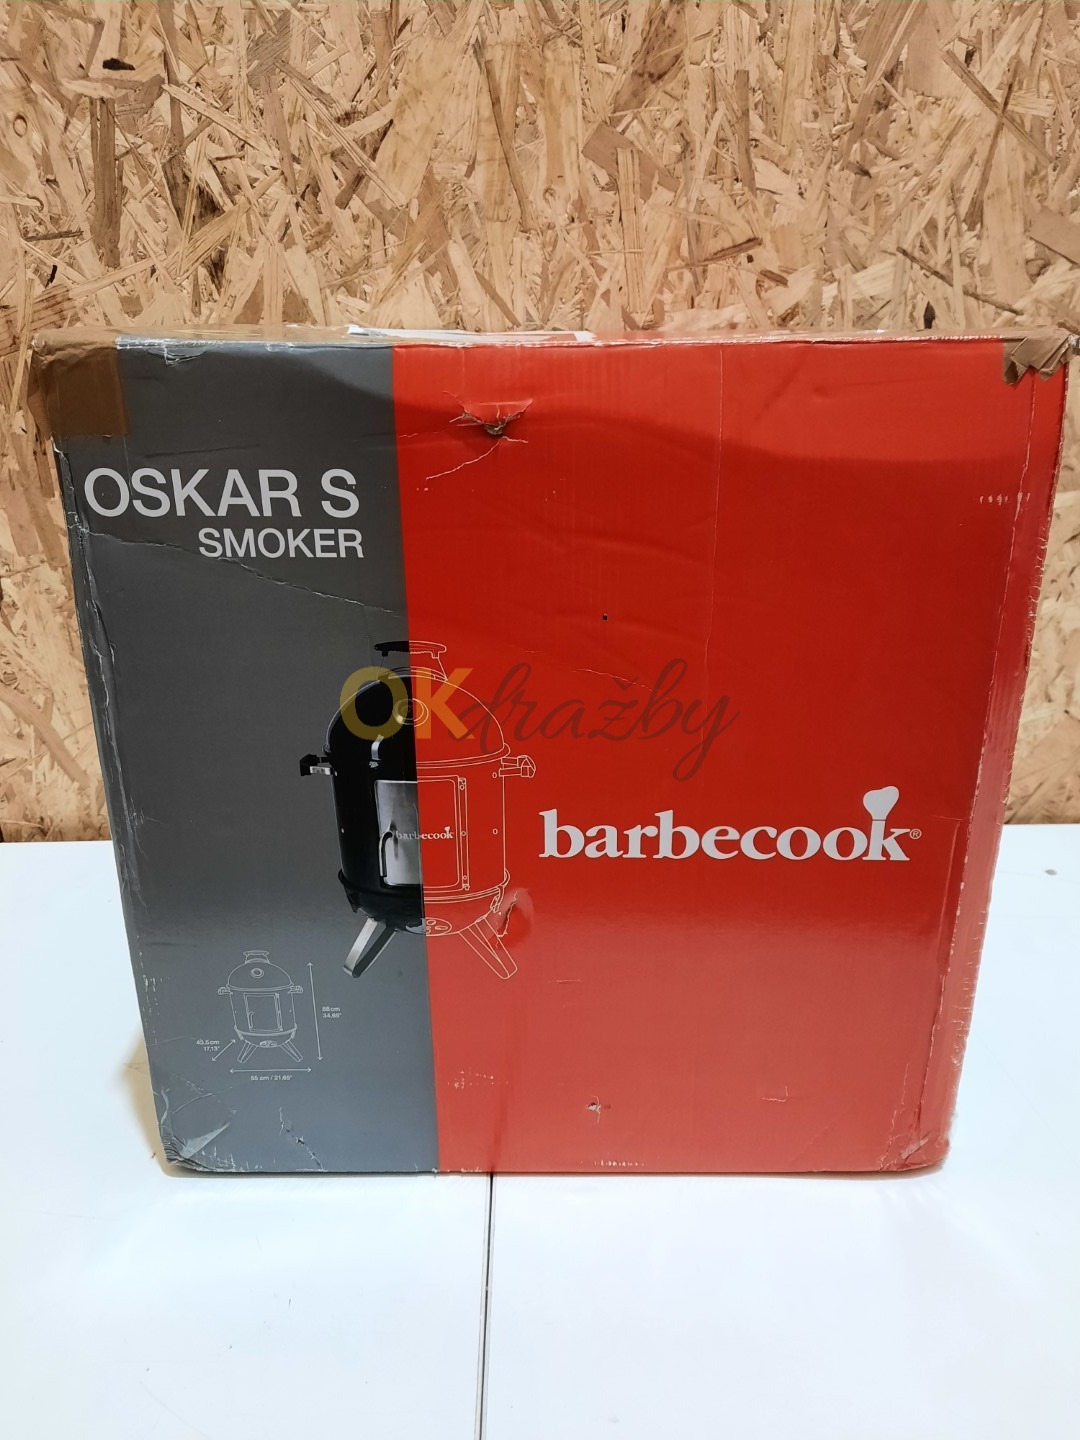 OSKAR S
SMOKER
OKdražby
barbecook
barbecook®
88 cm
34,65"
43,5 cm
17,13"
55 cm / 21,65"